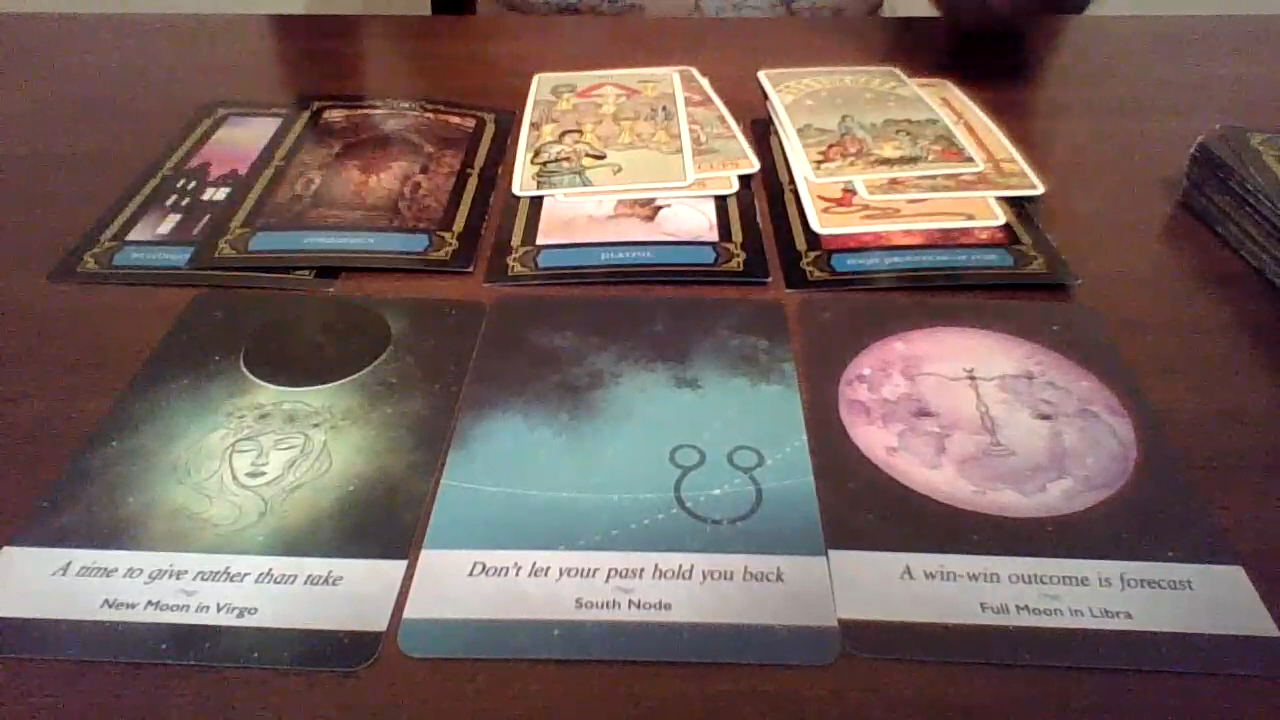 PLAYFUL
A time to give rather than take
New Moon in Virgo
Don't let your past hold you back
South Node
A win-win outcome is forecast
Full Moon in Libra